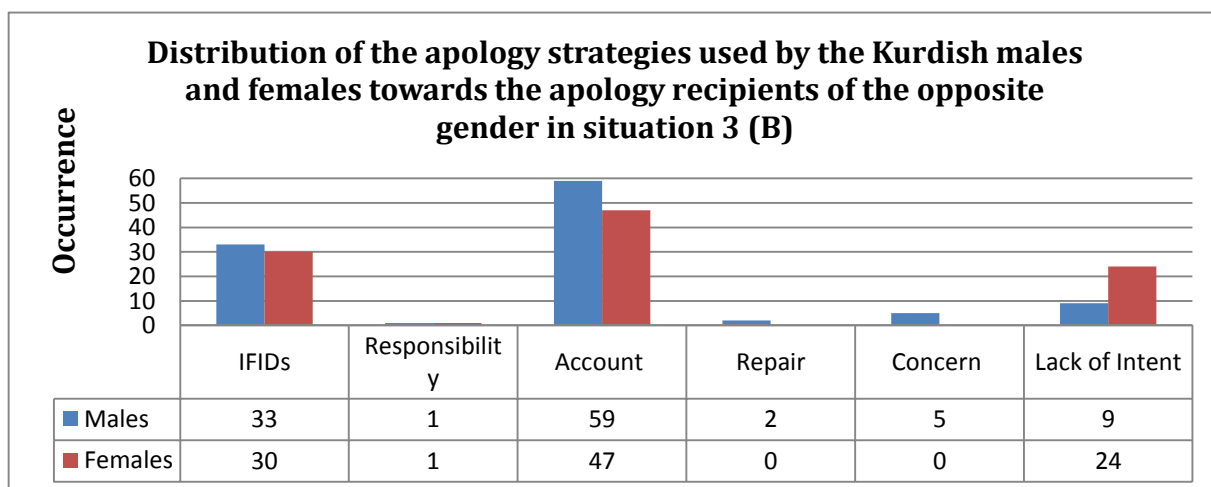 Distribution of the apology strategies used by the Kurdish males
and females towards the apology recipients of the opposite
gender in situation 3 (B)
Occurrence
60
50
40
30
20
10
0
IFIDs Responsibilit Account Repair Concern Lack of Intent
y
Males 33 1 59 2 5 9
Females 30 1 47 0 0 24